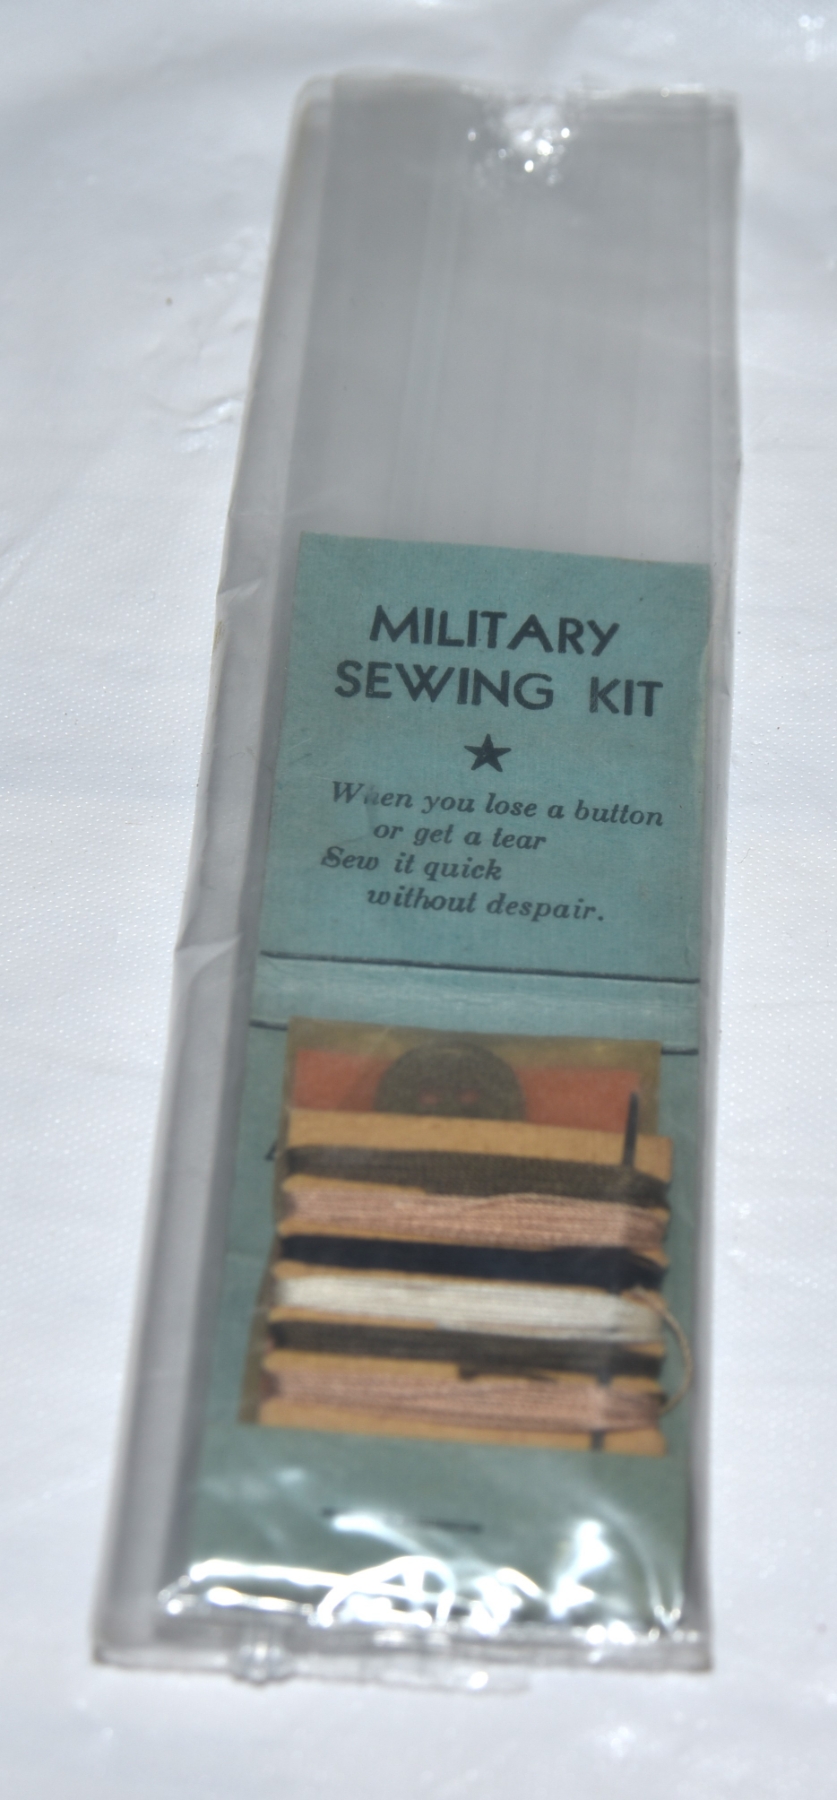 MILITARY
SEWING KIT
When you lose a button
or get a tear
Sew it quick
without despair.